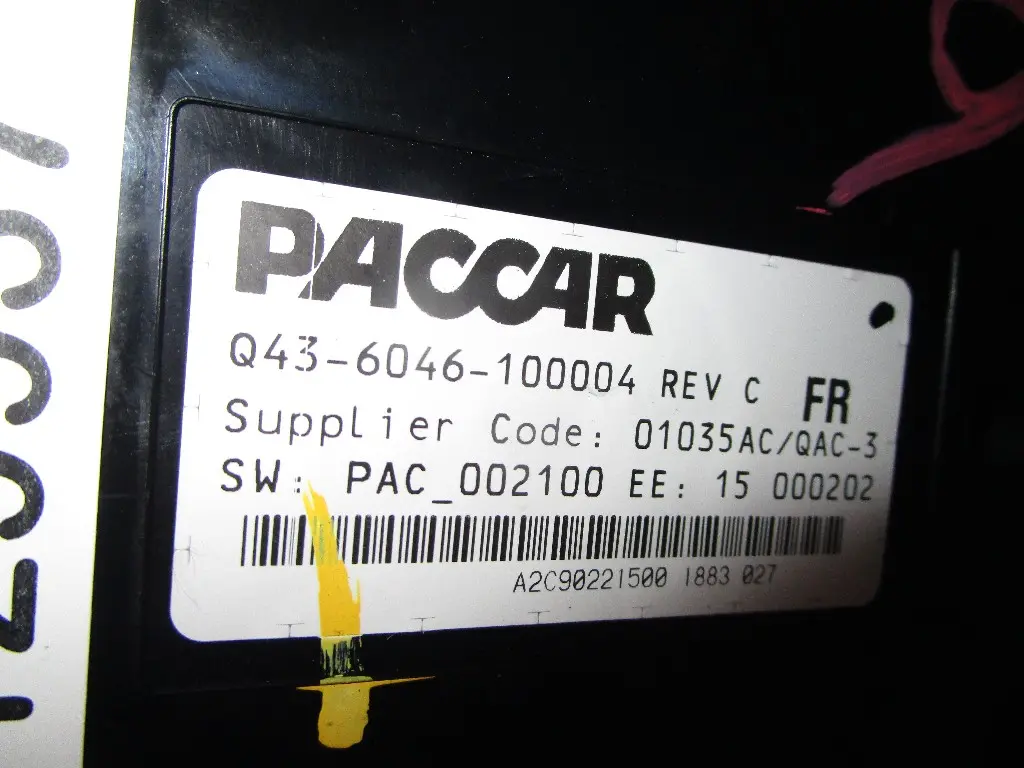 PACCAR
Q43-6046-100004 REV C FR
Supplier Code: 01035AC/QAC-3
SW: PAC_002100 EE: 15 000202
A2C90221500 1883 027